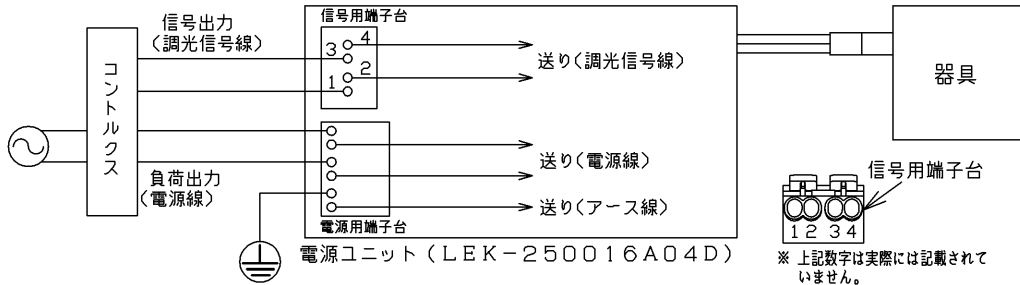 信号出力
(調光信号線)
コントルクス
負荷出力
(電源線)
信号用端子台
4
3
2
1
送り(調光信号線)
送り(電源線)
送り(アース線)
電源用端子台
電源ユニット(LEK-250016A04D)
器具
信号用端子台
12 34
※ 上記数字は実際には記載されて
いません。